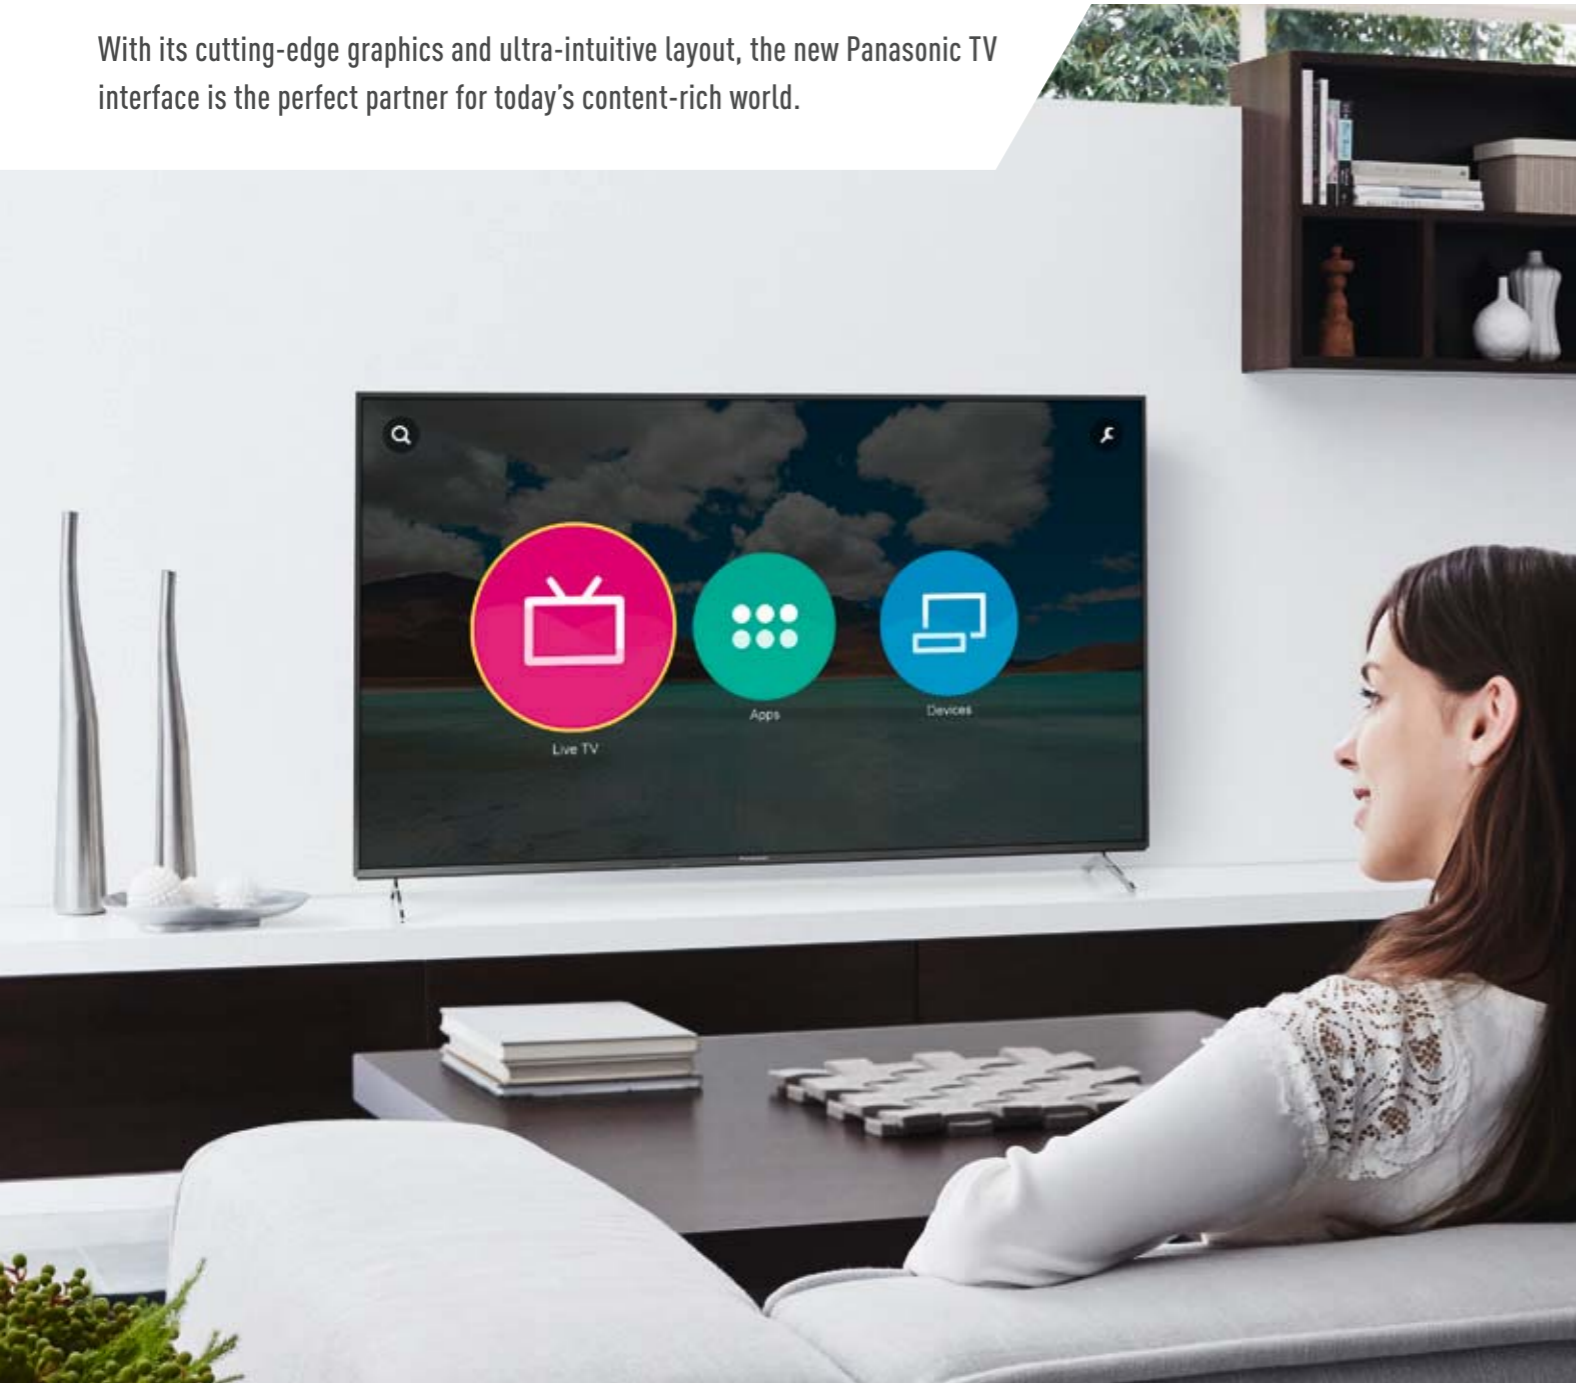 With its cutting-edge graphics and ultra-intuitive layout, the new Panasonic TV
interface is the perfect partner for today's content-rich world.
Live TV
Apps
Devices
Panasonic